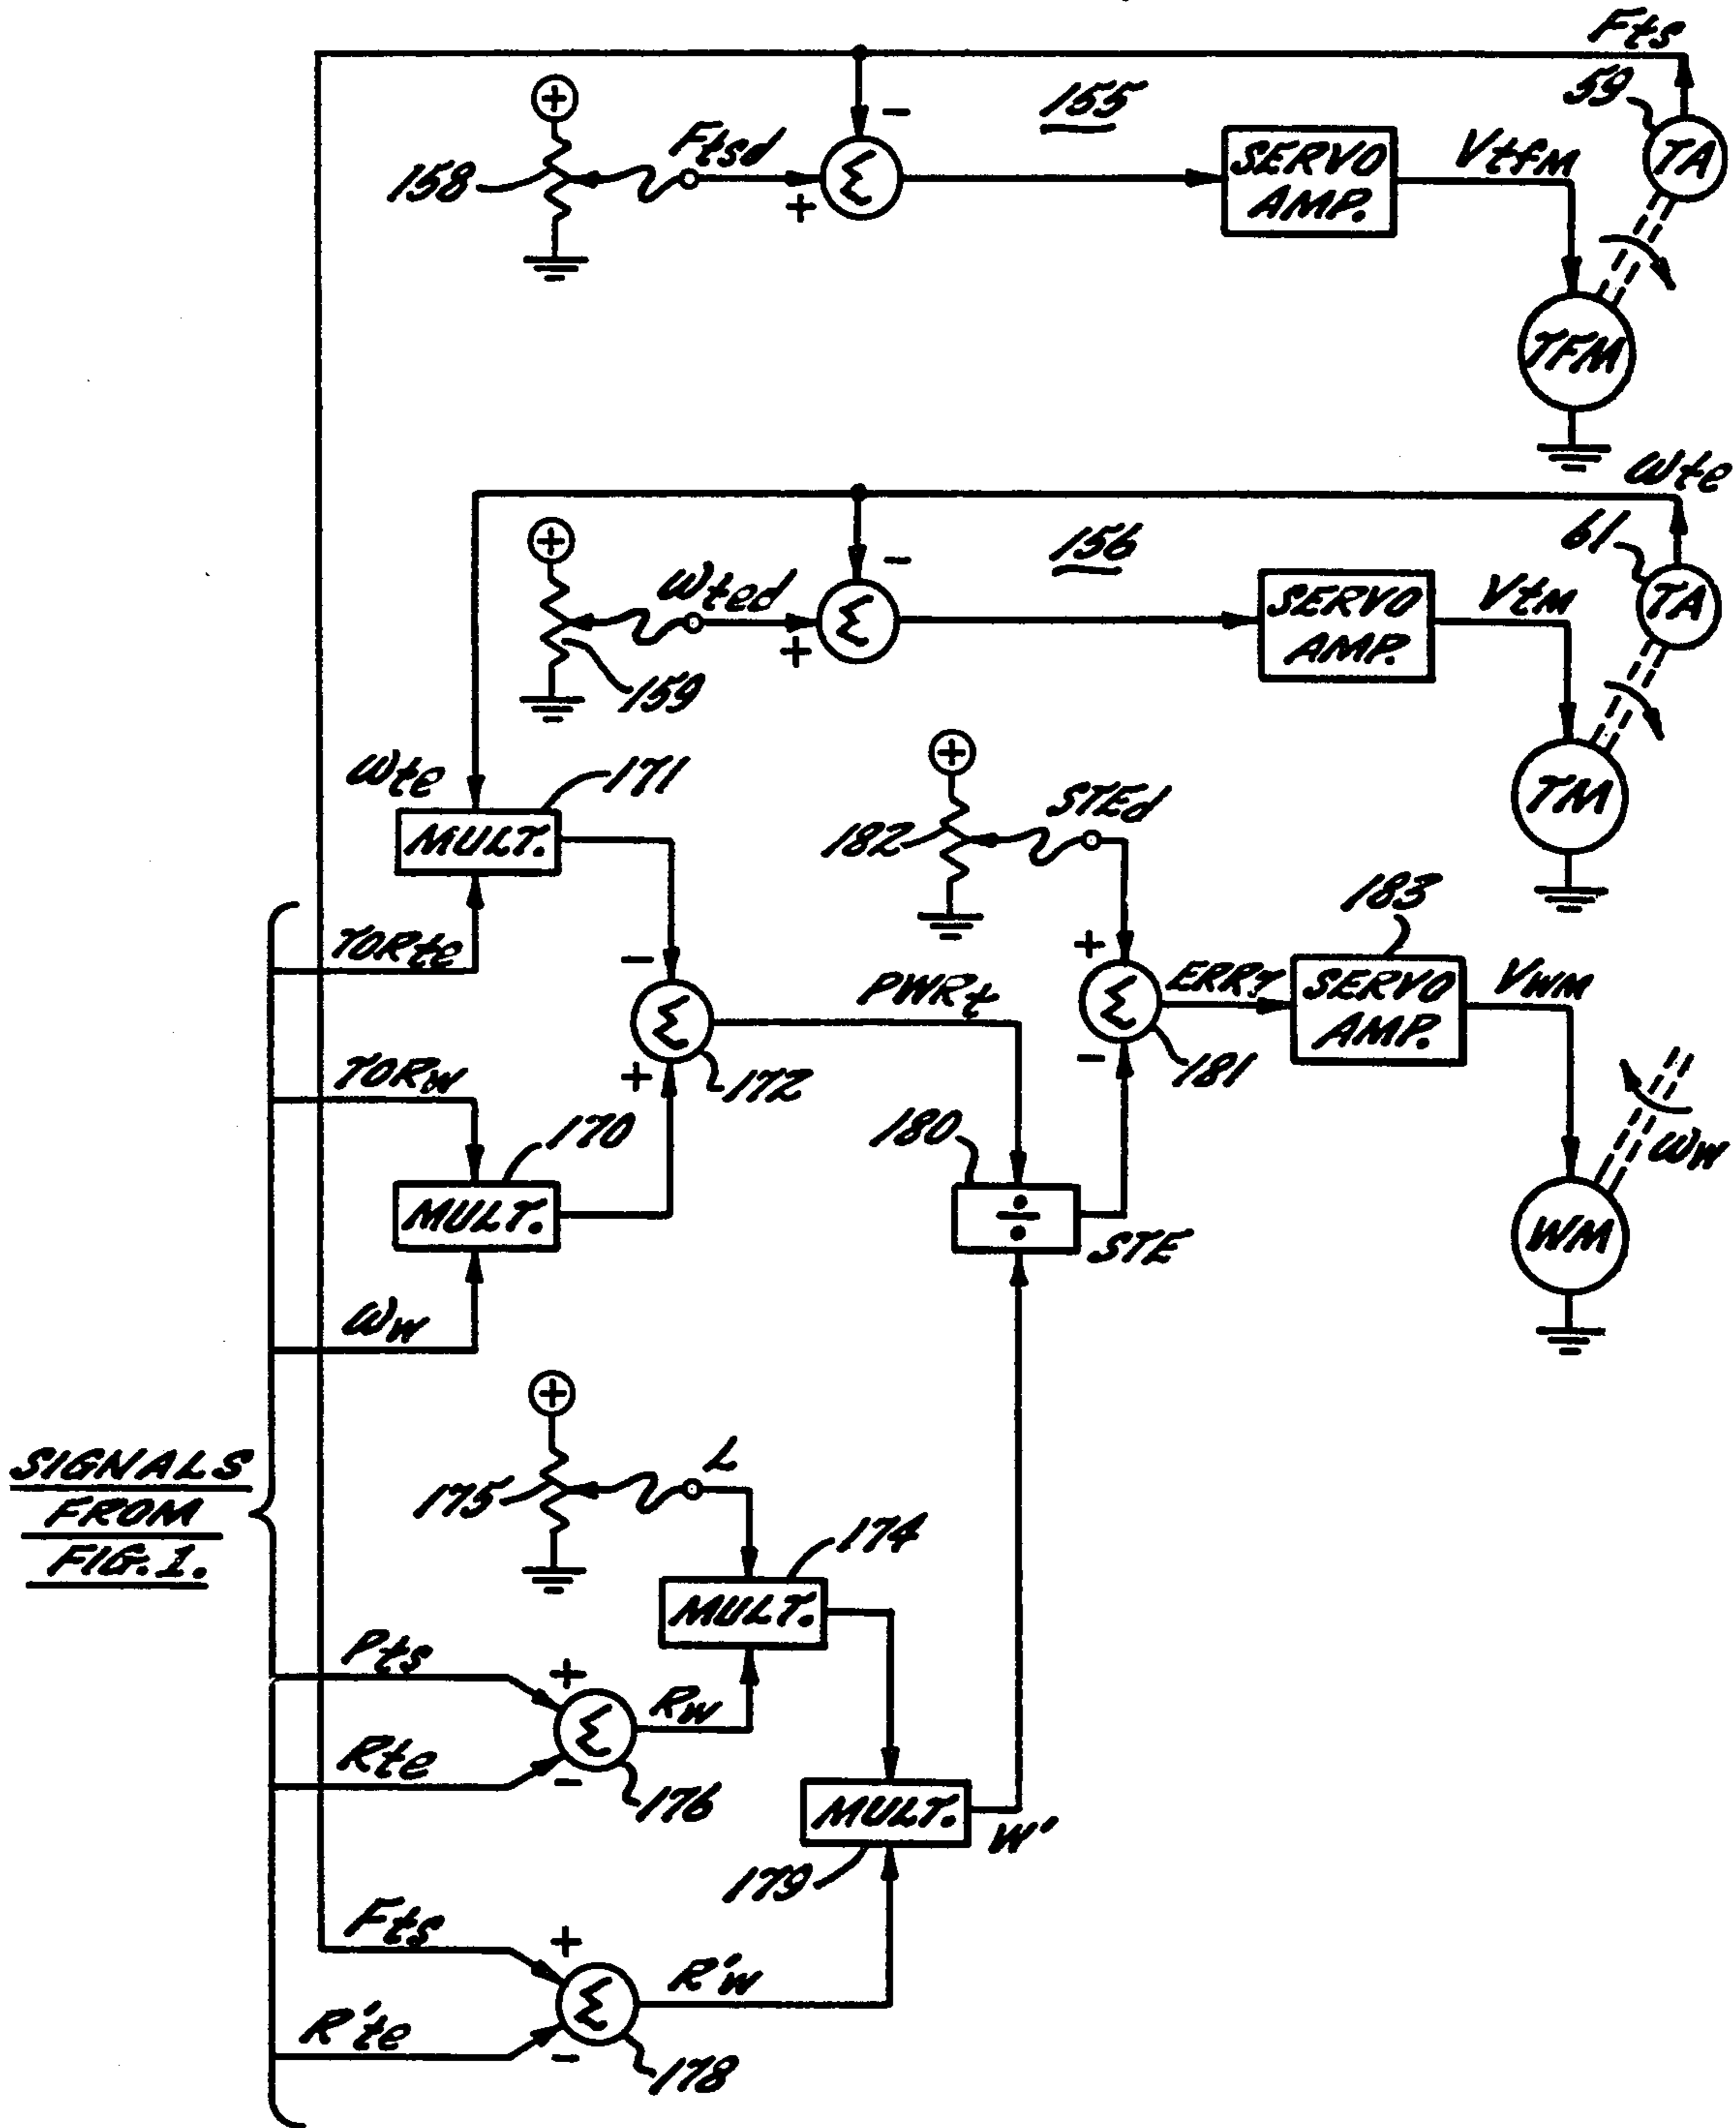 Fts
59
TA
155
158
Ftsd
-
+
Σ
SERVO
AMP.
VtfM
TFM
ωte
61
TA
156
159
ωted
-
+
Σ
SERVO
AMP.
VtM
TM
ωte
171
MULT.
182
STEd
183
TORte
-
+
Σ
172
PWRt
+
-
Σ
181
ERR7
SERVO
AMP.
VWM
TORw
170
MULT.
180
÷
STE
ωw
WM
ωw
SIGNALS
FROM
FIG. 1.
175
L
174
MULT.
Pts
+
Σ
Rw
Rte
-
176
MULT.
179
W'
Fts
+
Σ
R'w
R'te
-
178